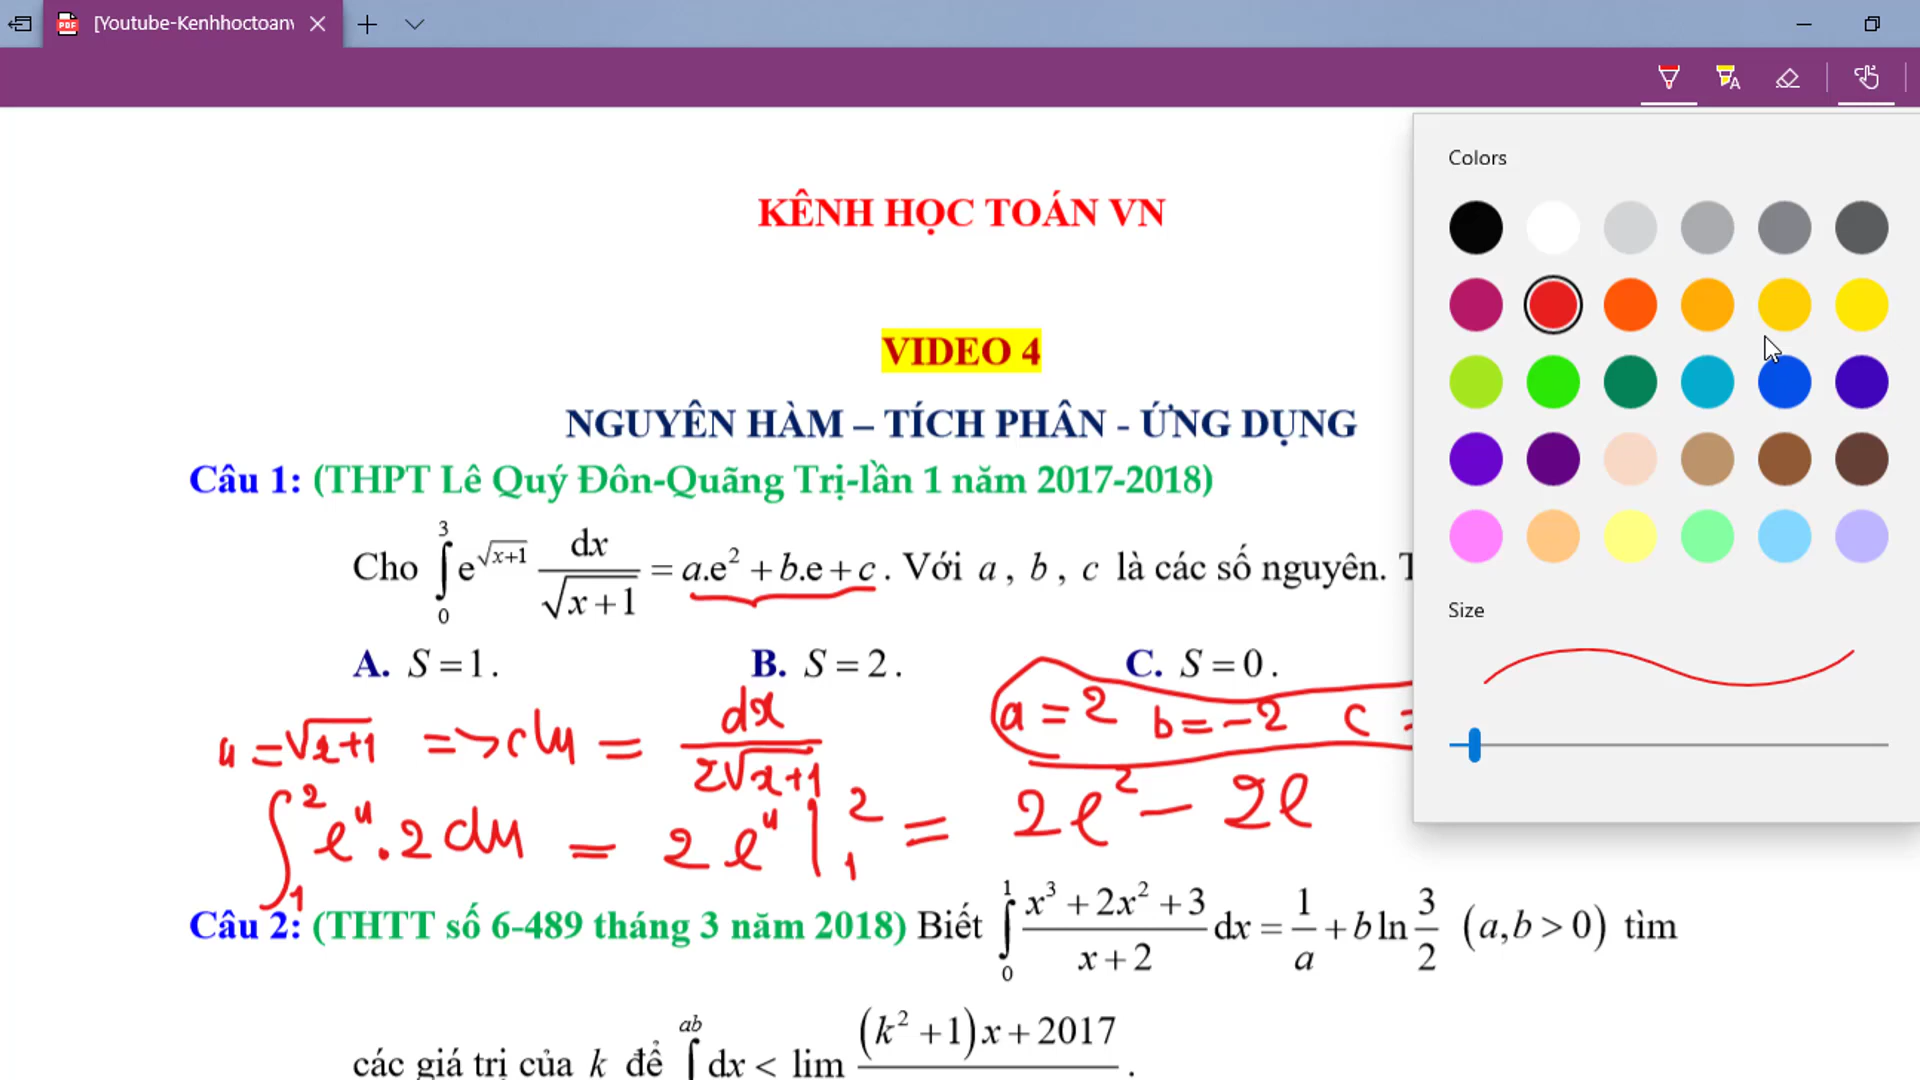 [Youtube-Kenhhoctoanv
Colors
KÊNH HỌC TOÁN VN
VIDEO 4
NGUYÊN HÀM – TÍCH PHÂN - ỨNG DỤNG
Câu 1: (THPT Lê Quý Đôn-Quãng Trị-lần 1 năm 2017-2018)
Cho ∫₀³ e^√(x+1) dx/√(x+1) = a.e² + b.e + c. Với a, b, c là các số nguyên. T
Size
A. S = 1. B. S = 2. C. S = 0.
a = 2 b = -2 c =
u = √(x+1) => du = dx/(2√(x+1))
∫₁² e^u . 2 du = 2e^u |₁² = 2e² - 2e
Câu 2: (THTT số 6-489 tháng 3 năm 2018) Biết ∫₀¹ (x³ + 2x² + 3)/(x + 2) dx = 1/a + b ln 3/2 (a, b > 0) tìm
các giá trị của k để ∫^ab dx < lim (k² + 1)x + 2017 .